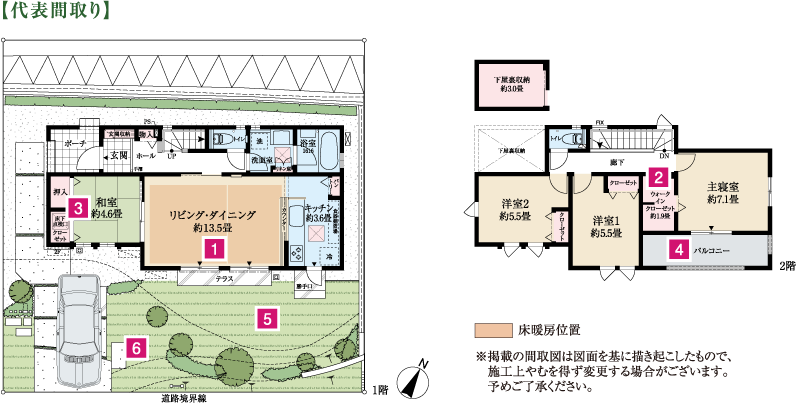 【代表間取り】
ポーチ
玄関
玄関収納
物入
PS
ホール
UP
トイレ
洗
洗面室
浴室
1616
押入
3
和室
約4.6畳
床下
点検口
クローゼット
リビング・ダイニング
約13.5畳
1
カウンター
キッチン
約3.6畳
パン
冷
テラス
勝手口
5
6
道路境界線
1階
N
下屋裏収納
約3.0畳
下屋裏収納
トイレ
FIX
廊下
DN
2
洋室2
約5.5畳
クローゼット
洋室1
約5.5畳
クローゼット
ウォーク
イン
クローゼット
約1.9畳
主寝室
約7.1畳
4
バルコニー
2階
床暖房位置
※掲載の間取図は図面を基に描き起こしたもので、
施工上やむを得ず変更する場合がございます。
予めご了承ください。